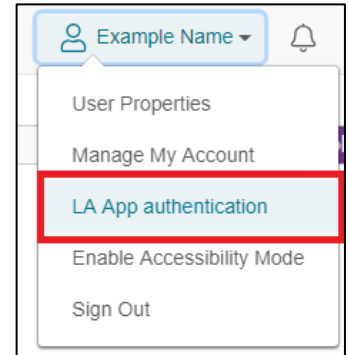 Example Name
User Properties
Manage My Account
LA App authentication
Enable Accessibility Mode
Sign Out